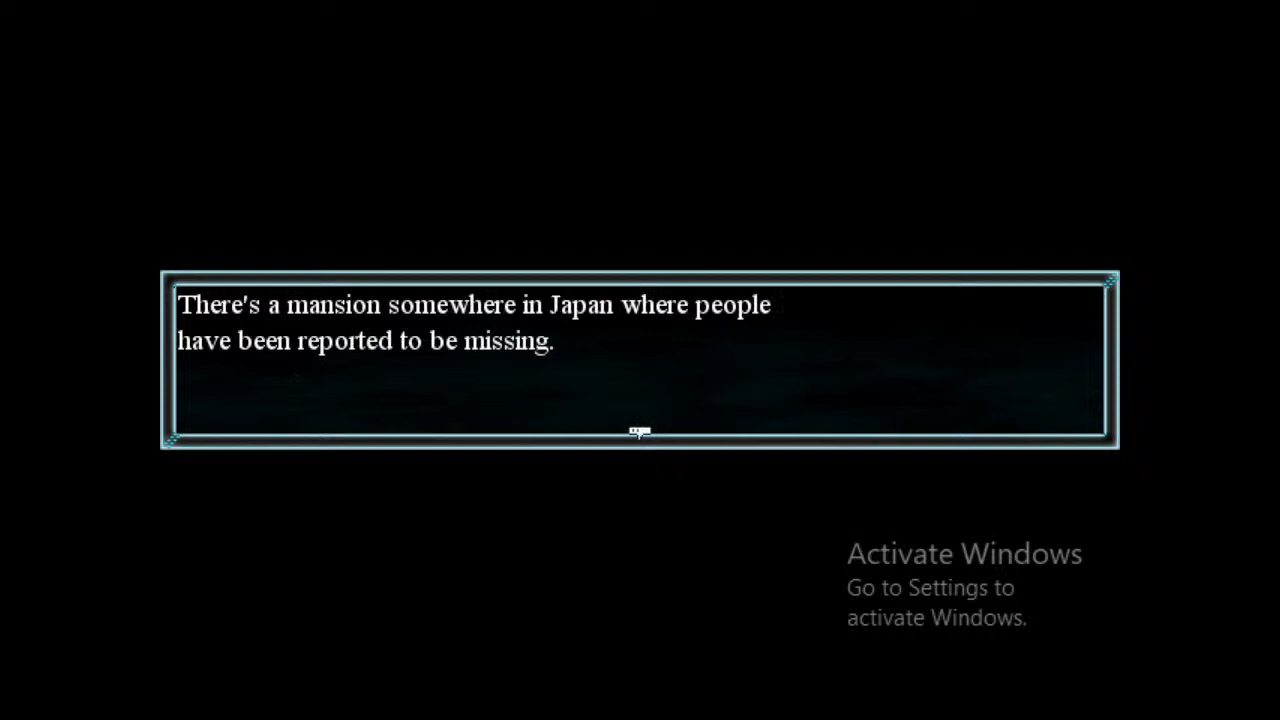 There's a mansion somewhere in Japan where people
have been reported to be missing.
Activate Windows
Go to Settings to
activate Windows.